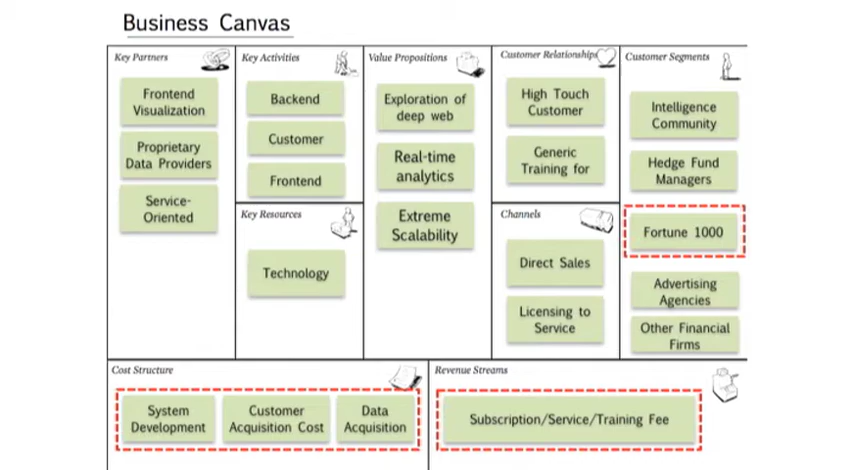 Business Canvas
Key Partners
Frontend
Visualization
Proprietary
Data Providers
Service-
Oriented
Key Activities
Backend
Customer
Frontend
Key Resources
Technology
Value Propositions
Exploration of
deep web
Real-time
analytics
Extreme
Scalability
Customer Relationships
High Touch
Customer
Generic
Training for
Channels
Direct Sales
Licensing to
Service
Customer Segments
Intelligence
Community
Hedge Fund
Managers
Fortune 1000
Advertising
Agencies
Other Financial
Firms
Cost Structure
System
Development
Customer
Acquisition Cost
Data
Acquisition
Revenue Streams
Subscription/Service/Training Fee